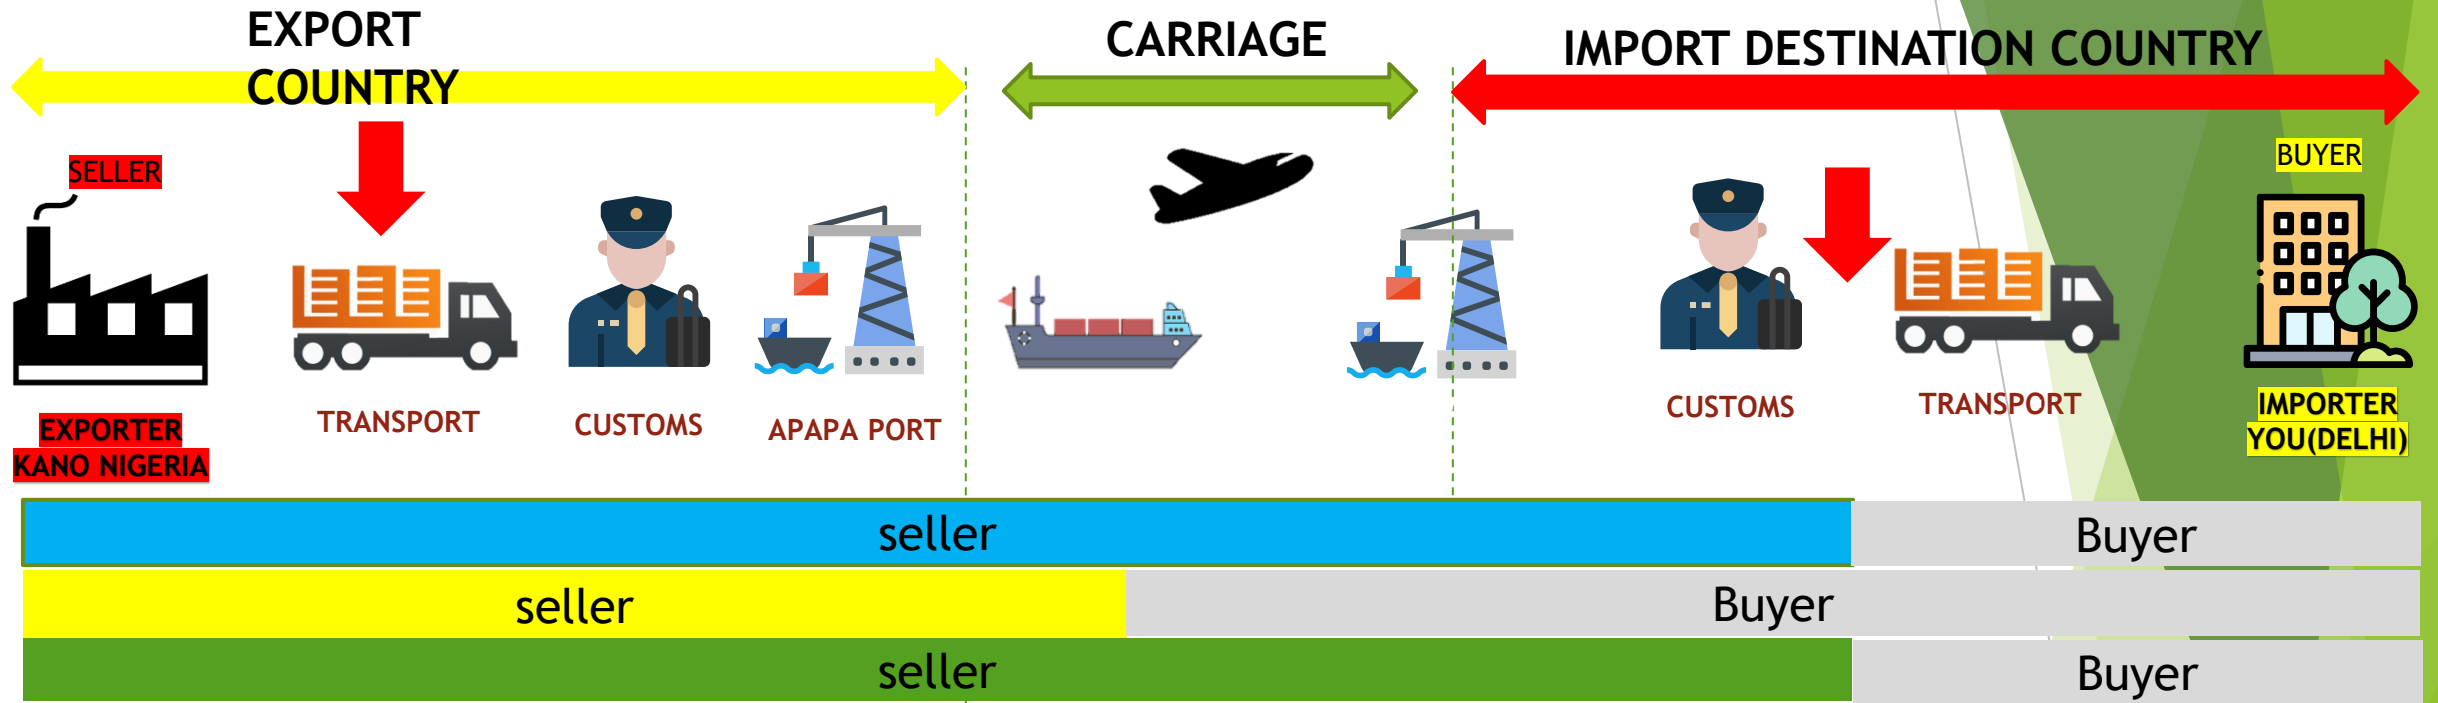 EXPORT
COUNTRY
CARRIAGE
IMPORT DESTINATION COUNTRY
SELLER
BUYER
EXPORTER
KANO NIGERIA
TRANSPORT
CUSTOMS
APAPA PORT
CUSTOMS
TRANSPORT
IMPORTER
YOU(DELHI)
seller
Buyer
seller
Buyer
seller
Buyer